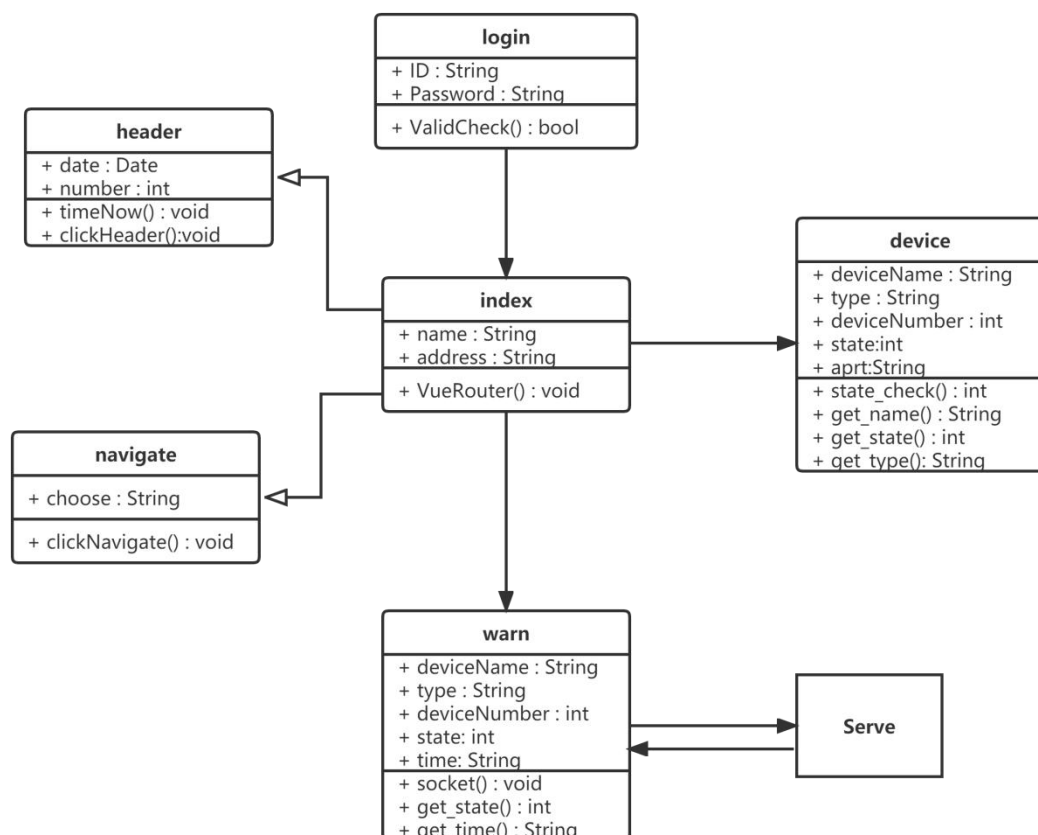 login
+ ID : String
+ Password : String
+ ValidCheck() : bool
header
+ date : Date
+ number : int
+ timeNow() : void
+ clickHeader():void
index
+ name : String
+ address : String
+ VueRouter() : void
device
+ deviceName : String
+ type : String
+ deviceNumber : int
+ state:int
+ aprt:String
+ state_check() : int
+ get_name() : String
+ get_state() : int
+ get_type(): String
navigate
+ choose : String
+ clickNavigate() : void
warn
+ deviceName : String
+ type : String
+ deviceNumber : int
+ state: int
+ time: String
+ socket() : void
+ get_state() : int
+ get_time() : String
Serve